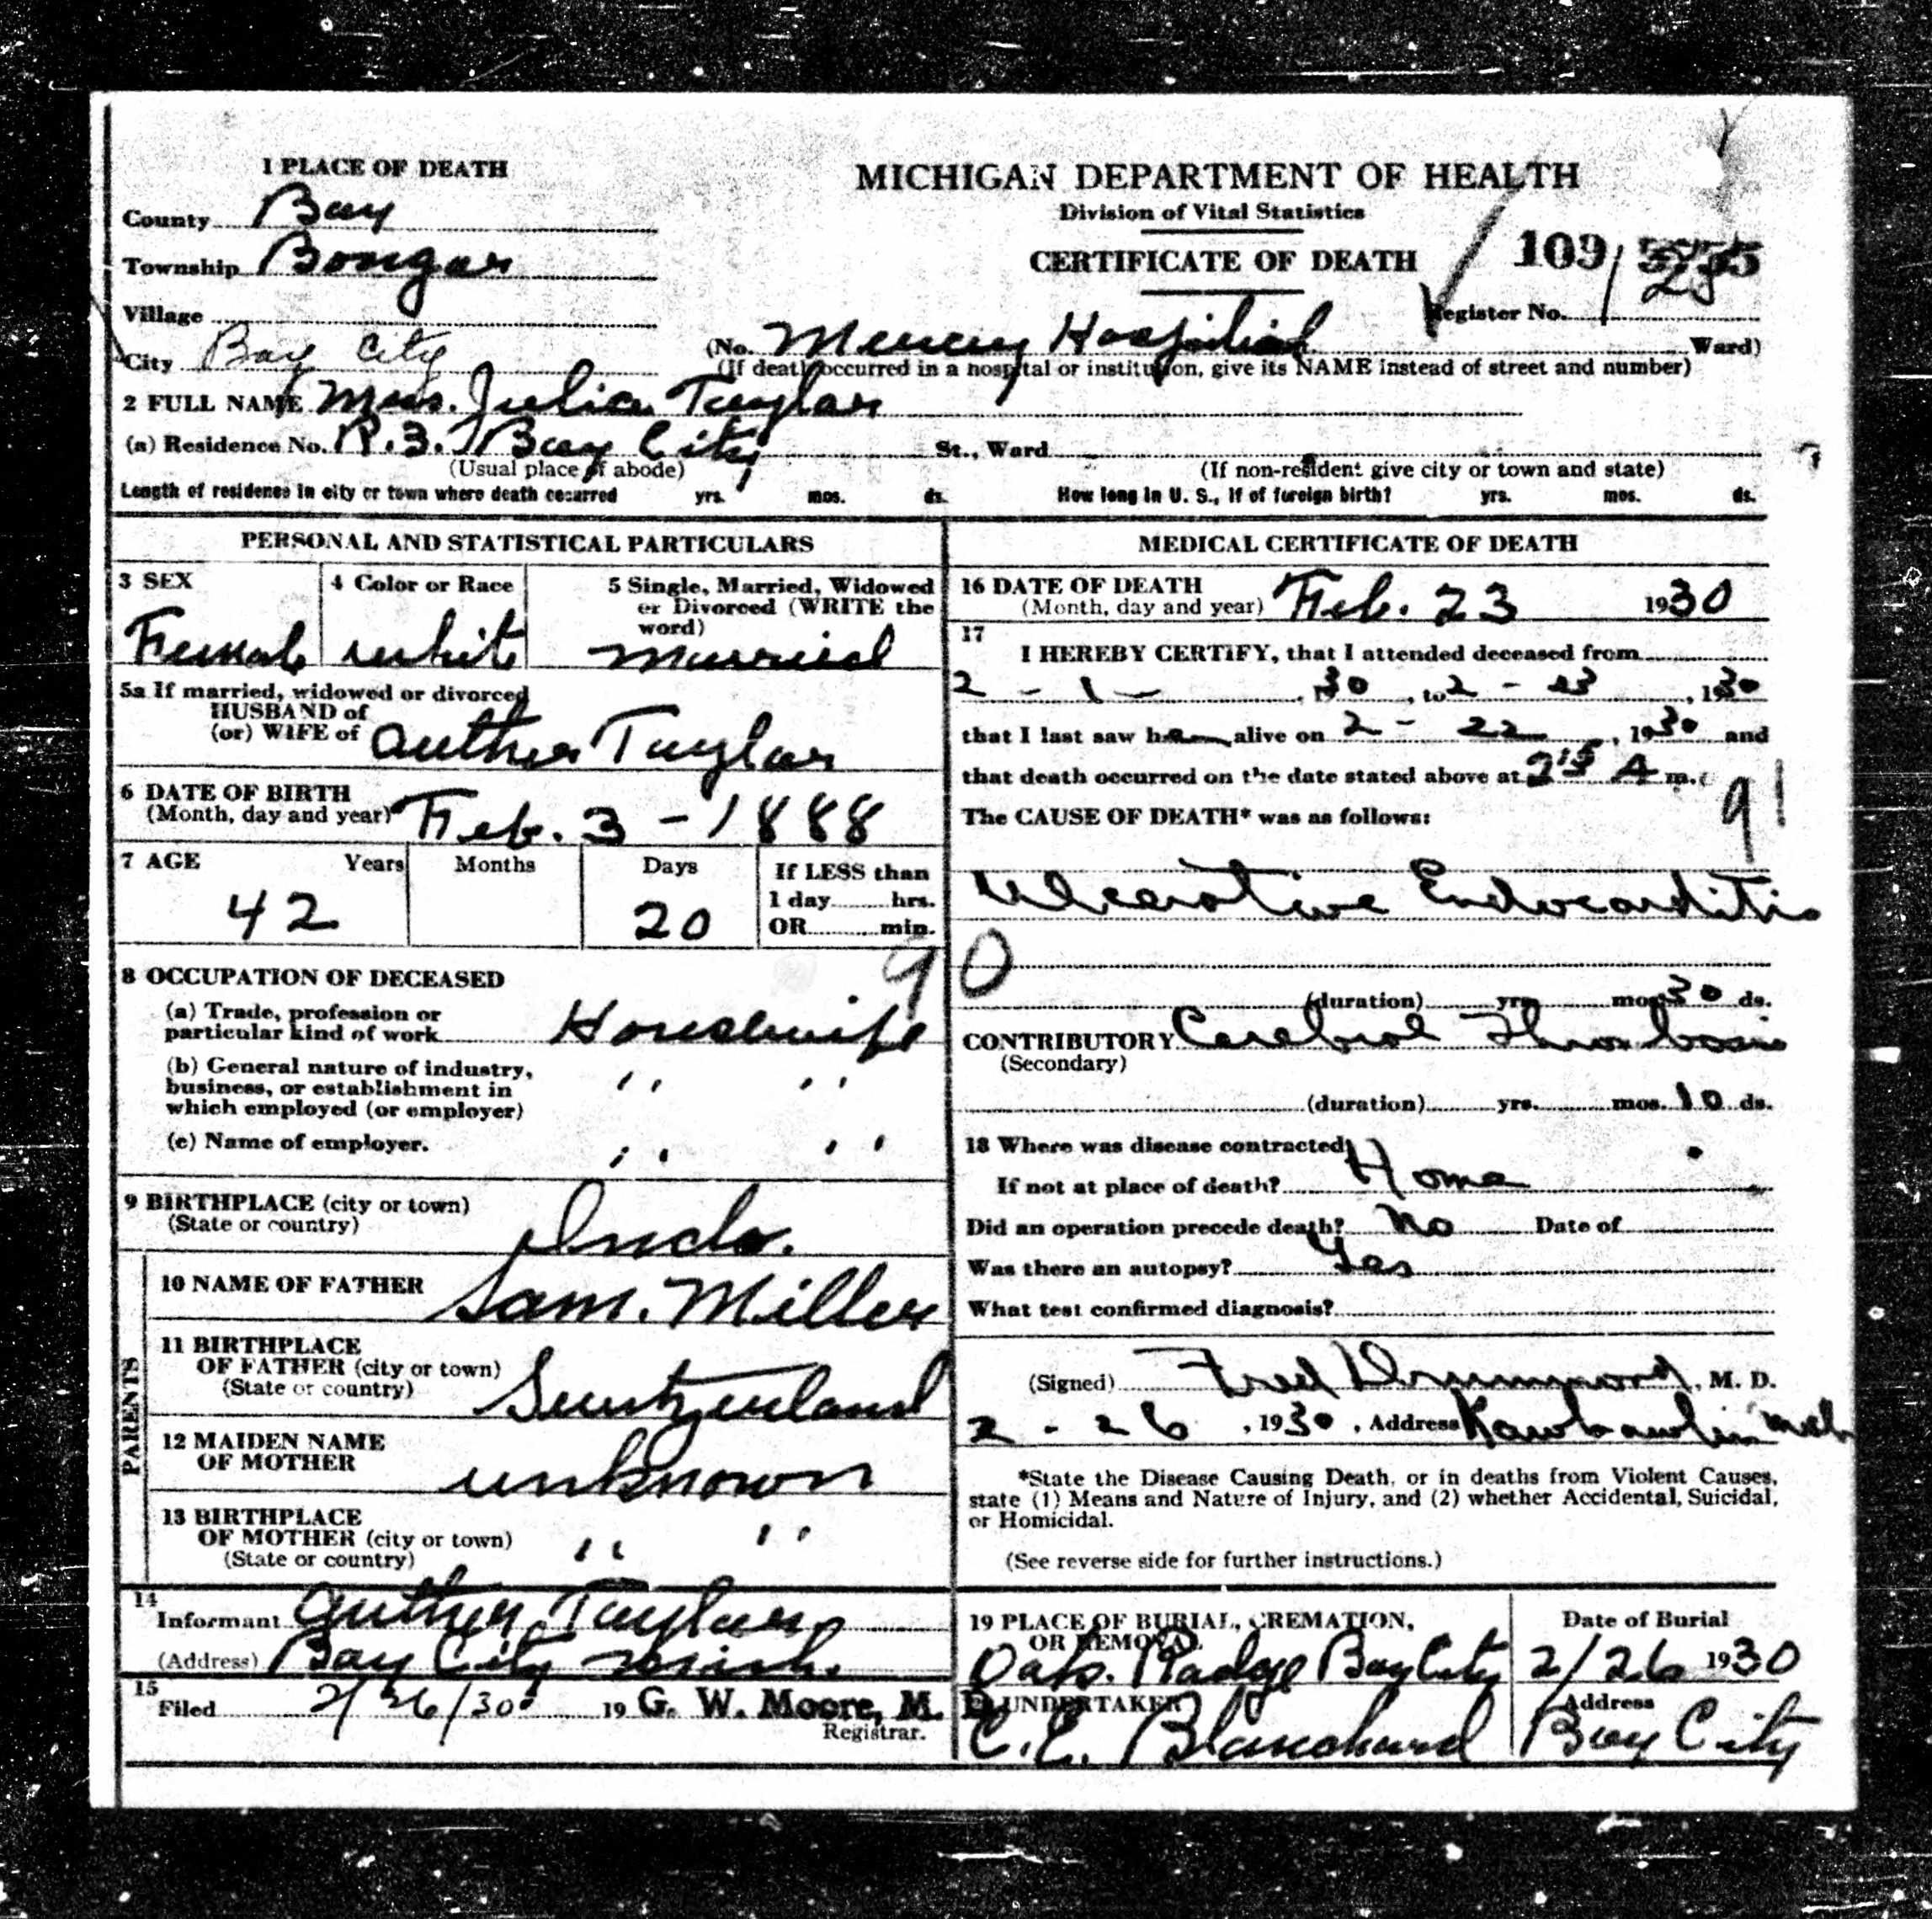 1 PLACE OF DEATH
County Bay
Township Bangor
Village
City Bay City
MICHIGAN DEPARTMENT OF HEALTH
Division of Vital Statistics
CERTIFICATE OF DEATH
109
Register No.
(No. Mercy Hospital Ward)
(If death occurred in a hospital or institution, give its NAME instead of street and number)
2 FULL NAME Mrs. Julia Taylor
(a) Residence No. R.3. Bay City St., Ward
(Usual place of abode) (If non-resident give city or town and state)
Length of residence in city or town where death occurred yrs. mos. ds. How long in U. S., if of foreign birth? yrs. mos. ds.
PERSONAL AND STATISTICAL PARTICULARS
3 SEX
Female
4 Color or Race
white
5 Single, Married, Widowed
or Divorced (WRITE the
word)
Married
5a If married, widowed or divorced
HUSBAND of
(or) WIFE of Auther Taylor
6 DATE OF BIRTH
(Month, day and year) Feb. 3 - 1888
7 AGE Years Months Days If LESS than
1 day hrs.
OR min.
42 20
90
8 OCCUPATION OF DECEASED
(a) Trade, profession or
particular kind of work Housewife
(b) General nature of industry, " "
business, or establishment in
which employed (or employer)
(c) Name of employer. " "
9 BIRTHPLACE (city or town)
(State or country)
PARENTS
10 NAME OF FATHER Sam. Miller
11 BIRTHPLACE
OF FATHER (city or town)
(State or country) Switzerland
12 MAIDEN NAME
OF MOTHER unknown
13 BIRTHPLACE
OF MOTHER (city or town) " "
(State or country)
14
Informant Auther Taylor
(Address) Bay City Mich.
15
Filed 2/26/30 19 G. W. Moore, M. D.
Registrar.
MEDICAL CERTIFICATE OF DEATH
16 DATE OF DEATH
(Month, day and year) Feb. 23 1930
17
I HEREBY CERTIFY, that I attended deceased from
2 - 1 - , 1930 , to 2 - 23 , 1930
that I last saw her alive on 2 - 22 , 1930 and
that death occurred on the date stated above at 2 15 A m.
The CAUSE OF DEATH* was as follows:
91
Ulcerative Endocarditis
(duration) yrs. mos. 30 ds.
CONTRIBUTORY Cerebral Thrombosis
(Secondary)
(duration) yrs. mos. 10 ds.
18 Where was disease contracted
If not at place of death? Home
Did an operation precede death? No Date of
Was there an autopsy? Yes
What test confirmed diagnosis?
(Signed) Fred Drummond, M. D.
2 - 26 , 1930 , Address Kawkawlin Mch
*State the Disease Causing Death, or in deaths from Violent Causes,
state (1) Means and Nature of Injury, and (2) whether Accidental, Suicidal,
or Homicidal.
(See reverse side for further instructions.)
19 PLACE OF BURIAL, CREMATION,
OR REMOVAL
Oak. Radge Bay City
Date of Burial
2/26 1930
UNDERTAKER
C.C. Blanchard
Address
Bay City